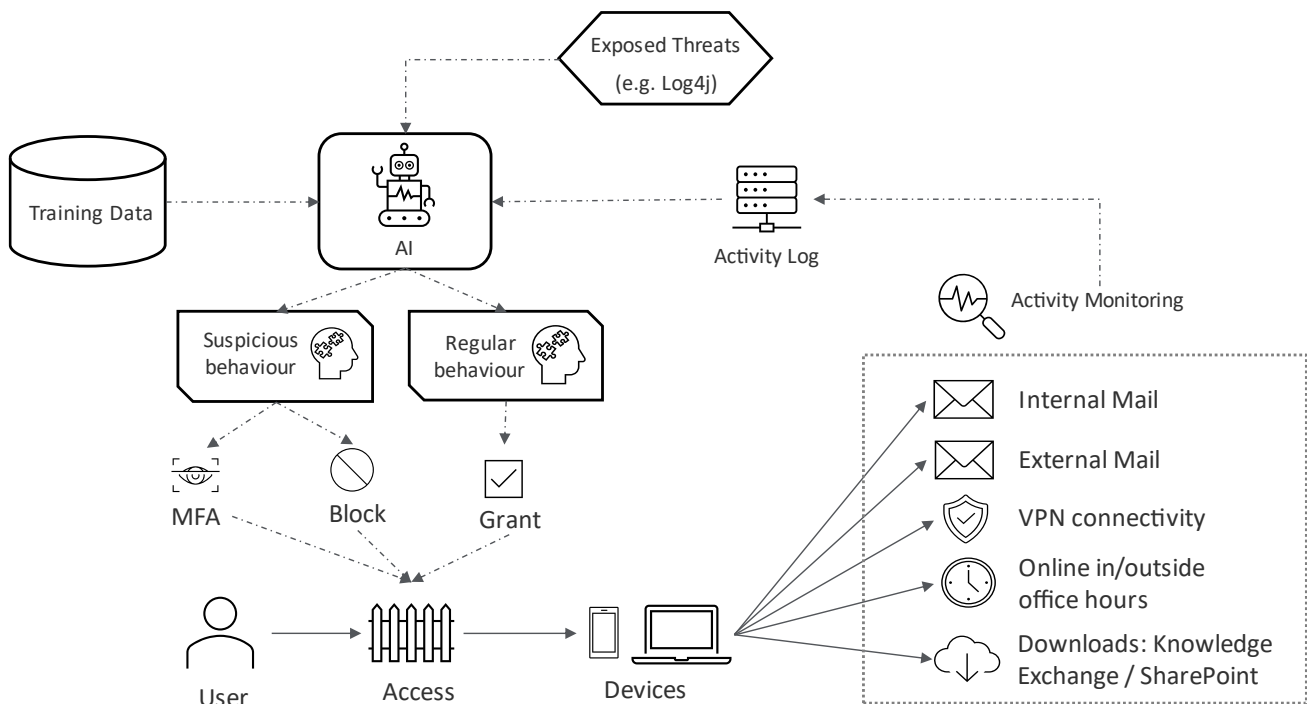 Exposed Threats
(e.g. Log4j)
Training Data
AI
Activity Log
Activity Monitoring
Suspicious
behaviour
Regular
behaviour
Internal Mail
External Mail
VPN connectivity
Online in/outside
office hours
Downloads: Knowledge
Exchange / SharePoint
MFA
Block
Grant
User
Access
Devices